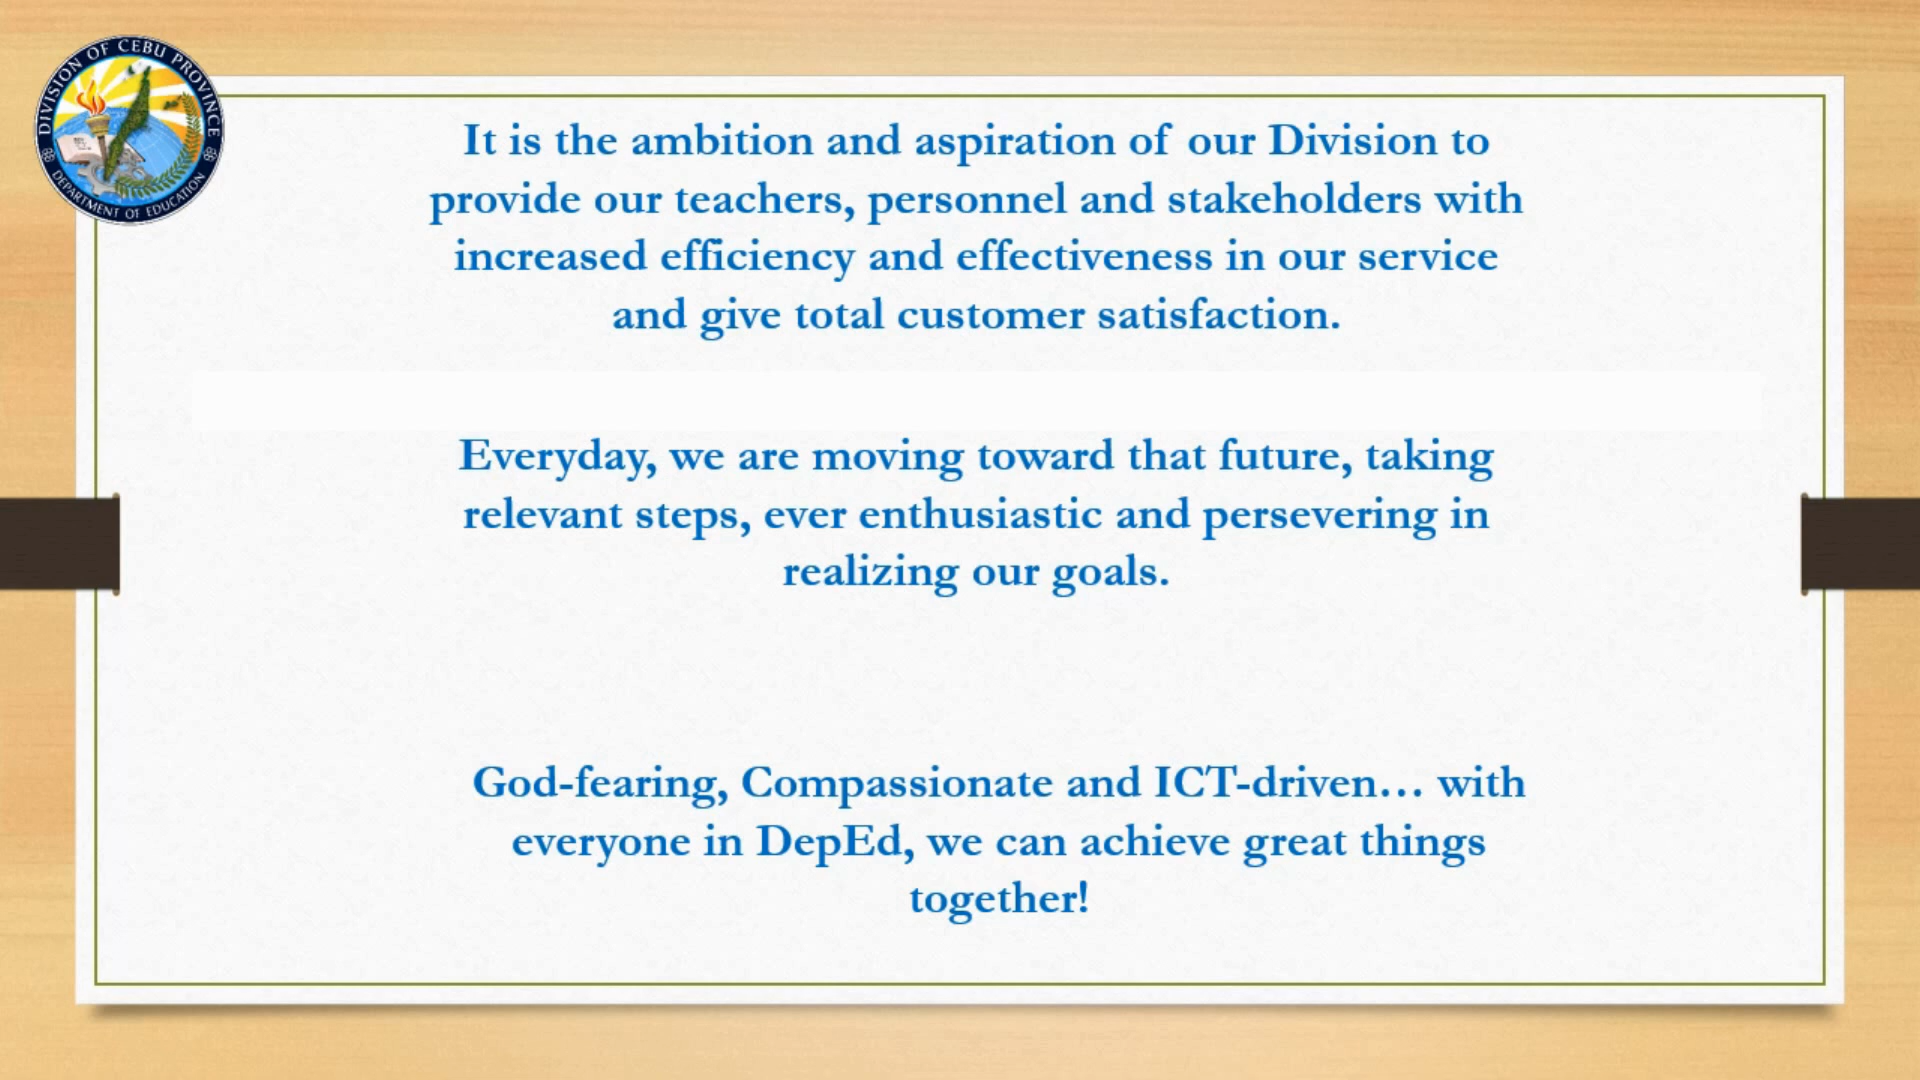 DIVISION OF CEBU PROVINCE
DEPARTMENT OF EDUCATION
It is the ambition and aspiration of our Division to
provide our teachers, personnel and stakeholders with
increased efficiency and effectiveness in our service
and give total customer satisfaction.
Everyday, we are moving toward that future, taking
relevant steps, ever enthusiastic and persevering in
realizing our goals.
God-fearing, Compassionate and ICT-driven… with
everyone in DepEd, we can achieve great things
together!